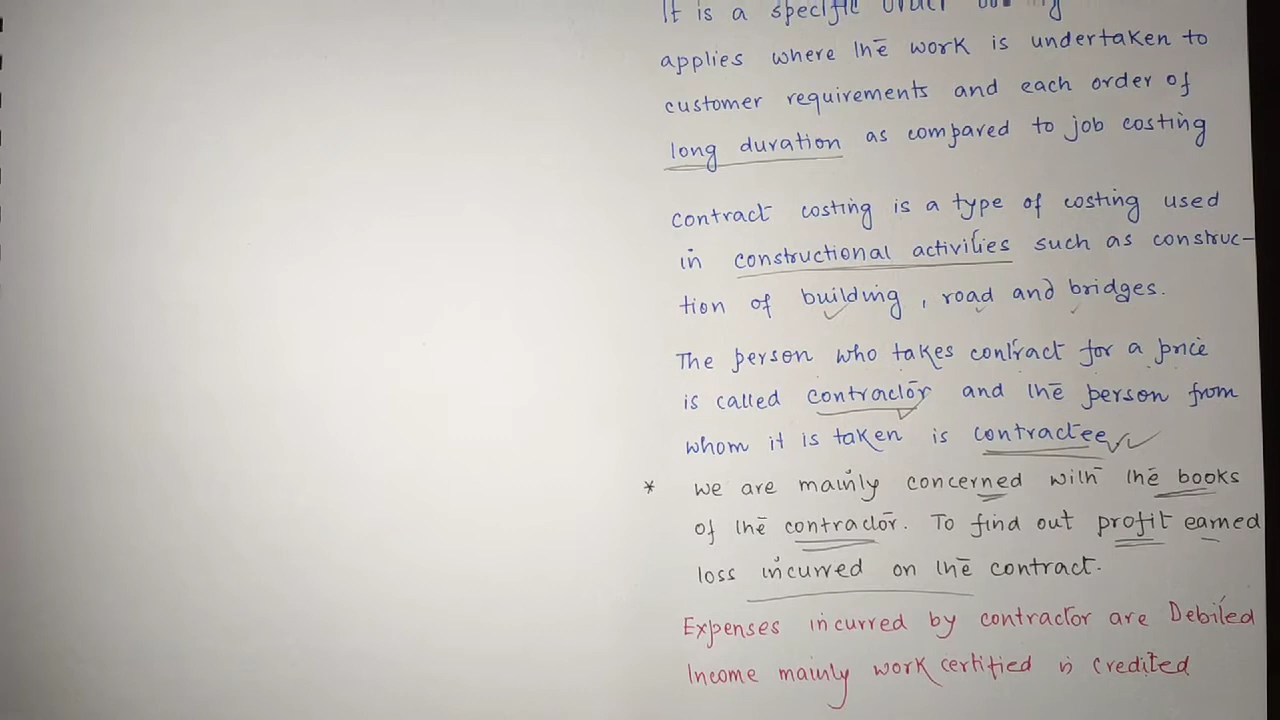 It is a specific order
applies where the work is undertaken to
customer requirements and each order of
long duration as compared to job costing
contract costing is a type of costing used
in constructional activities such as construc-
tion of building, road and bridges.
The person who takes contract for a price
is called contractor and the person from
whom it is taken is contractee
* we are mainly concerned with the books
of the contractor. To find out profit earned
loss incurred on the contract.
Expenses incurred by contractor are Debited
Income mainly work certified is credited